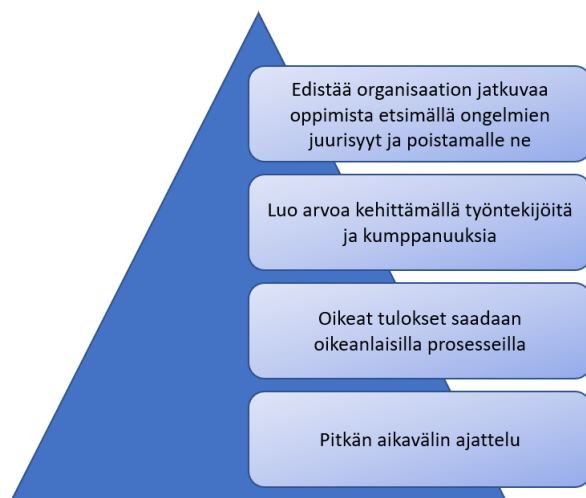 Edistää organisaation jatkuvaa
oppimista etsimällä ongelmien
juurisyyt ja poistamalle ne
Luo arvoa kehittämällä työntekijöitä
ja kumppanuuksia
Oikeat tulokset saadaan
oikeanlaisilla prosesseilla
Pitkän aikavälin ajattelu